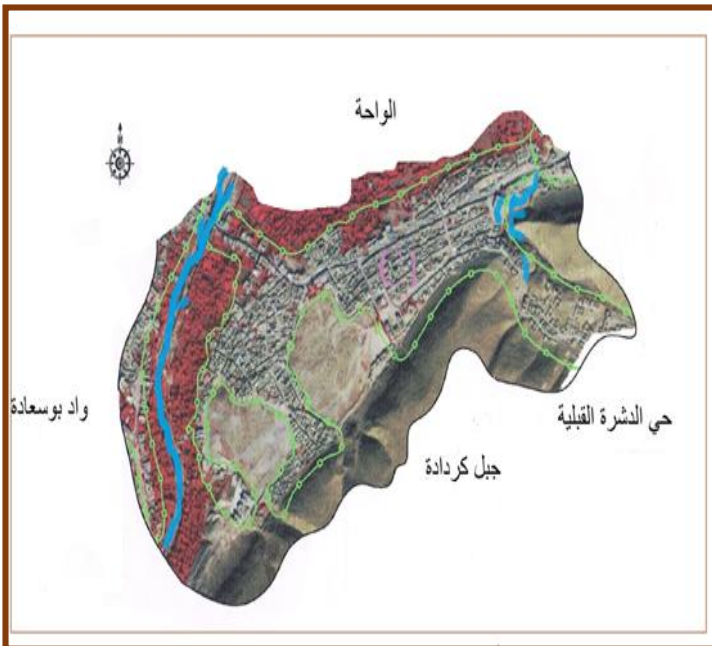 الواحة
واد بوسعادة
حي الدشرة القبلية
جبل كردادة